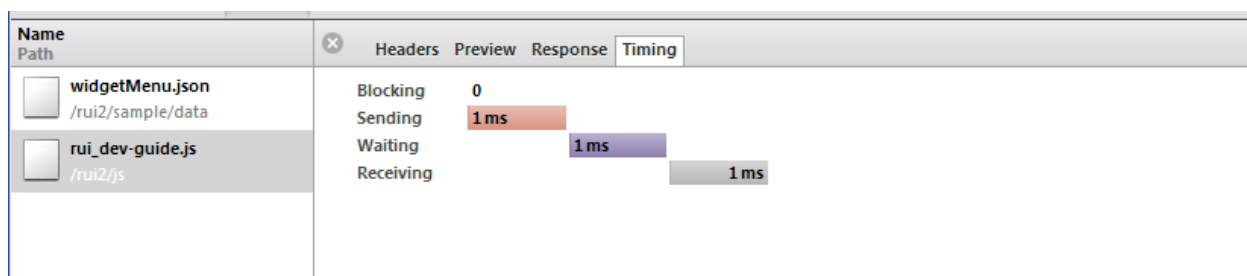 Name
Path
widgetMenu.json
/rui2/sample/data
rui_dev-guide.js
/rui2/js
Headers Preview Response Timing
Blocking 0
Sending 1 ms
Waiting 1 ms
Receiving 1 ms